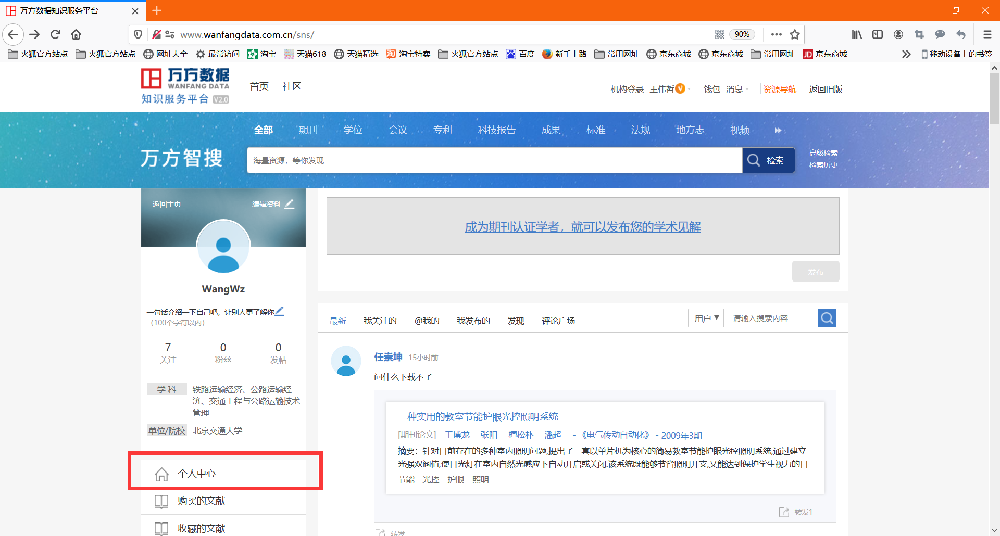 万方数据知识服务平台
www.wanfangdata.com.cn/sns/
90%
火狐官方站点 火狐官方站点 网址大全 最常访问 淘宝 天猫618 天猫精选 淘宝特卖 火狐官方站点 百度 新手上路 常用网址 京东商城 京东商城 常用网址 JD 京东商城 移动设备上的书签
万方数据
WANFANG DATA
知识服务平台 V2.0
首页 社区
机构登录 王伟哲 V 钱包 消息 资源导航 返回旧版
全部 期刊 学位 会议 专利 科技报告 成果 标准 法规 地方志 视频
万方智搜
海量资源，等你发现
检索
高级检索
检索历史
返回主页 编辑资料
WangWz
一句话介绍一下自己吧，让别人更了解你
（100个字符以内）
7 0 0
关注 粉丝 发帖
学 科 铁路运输经济、公路运输经
济、交通工程与公路运输技术
管理
单位/院校 北京交通大学
个人中心
购买的文献
收藏的文献
成为期刊认证学者，就可以发布您的学术见解
发布
最新 我关注的 @我的 我发布的 发现 评论广场
用户 ▼ 请输入搜索内容
任崇坤 15小时前
问什么下载不了
一种实用的教室节能护眼光控照明系统
[期刊论文] 王博龙 张阳 檀松朴 潘超 - 《电气传动自动化》 - 2009年3期
摘要：针对目前存在的多种室内照明问题,提出了一套以单片机为核心的简易教室节能护眼光控照明系统,通过建立
光强双阀值,使日光灯在室内自然光感应下自动开启或关闭.该系统既能够节省照明开支,又能达到保护学生视力的目
节能 光控 护眼 照明
转发1
转发